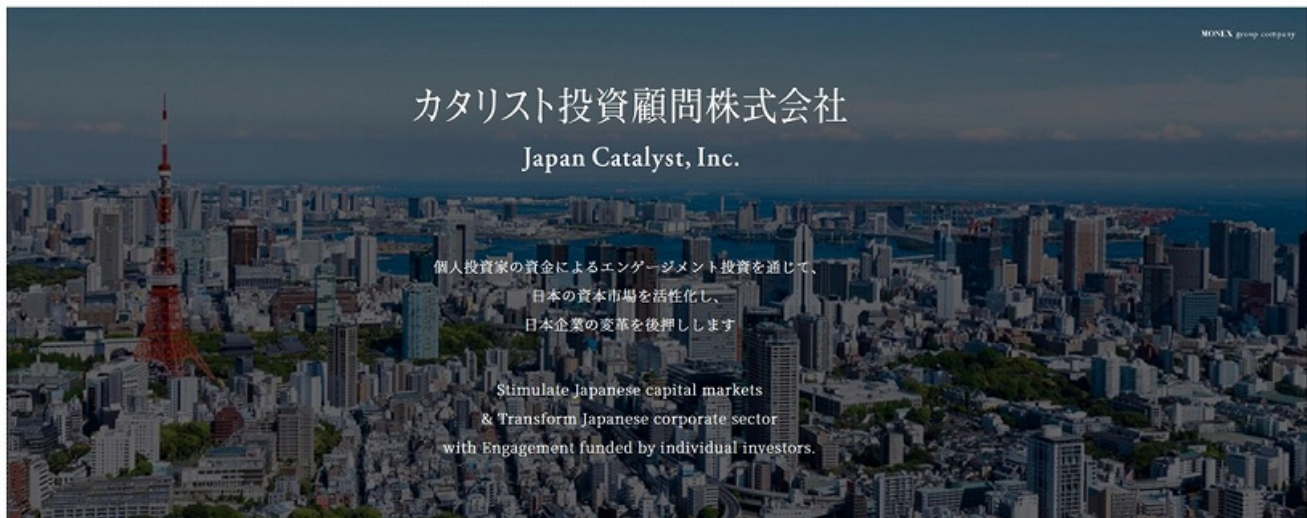 MONEX group company
カタリスト投資顧問株式会社
Japan Catalyst, Inc.
個人投資家の資金によるエンゲージメント投資を通じて、
日本の資本市場を活性化し、
日本企業の変革を後押しします
Stimulate Japanese capital markets
& Transform Japanese corporate sector
with Engagement funded by individual investors.